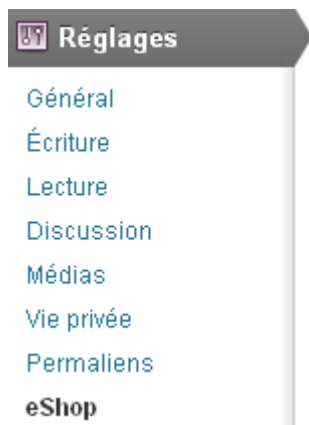 Réglages
Général
Écriture
Lecture
Discussion
Médias
Vie privée
Permaliens
eShop